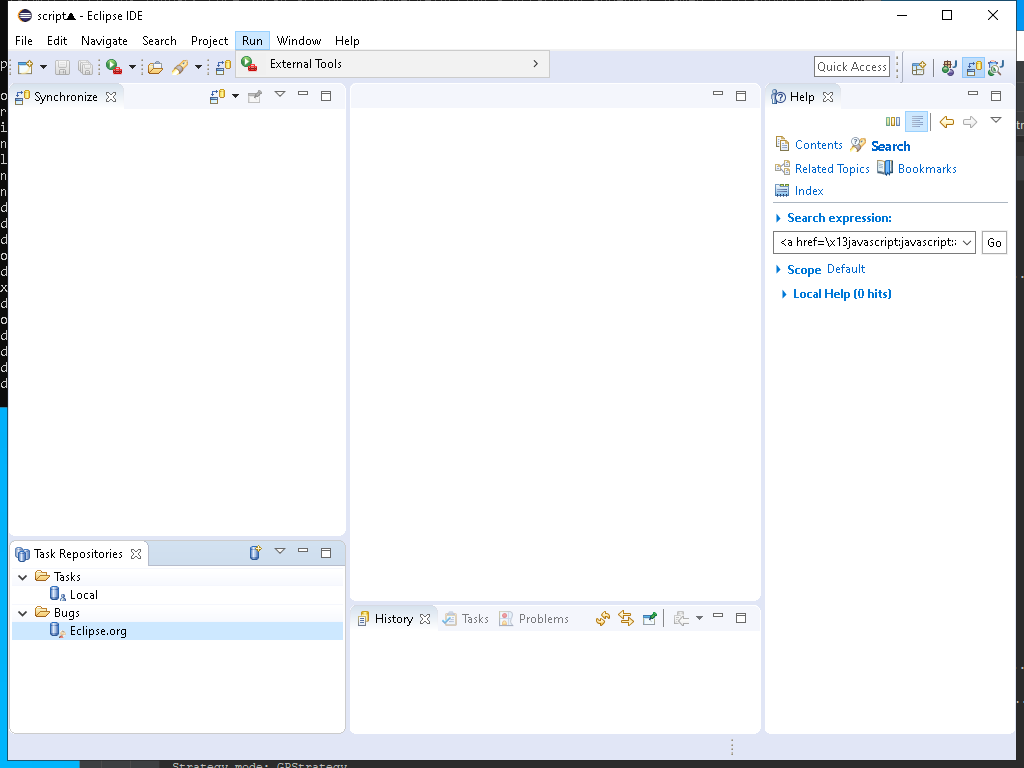 script▲ - Eclipse IDE
File Edit Navigate Search Project Run Window Help
External Tools
Quick Access
Synchronize
Help
Contents Search
Related Topics Bookmarks
Index
Search expression:
<a href=\x13javascript:javascript:
Go
Scope Default
Local Help (0 hits)
Task Repositories
Tasks
Local
Bugs
Eclipse.org
History Tasks Problems
Strategy mode: GPStrategy